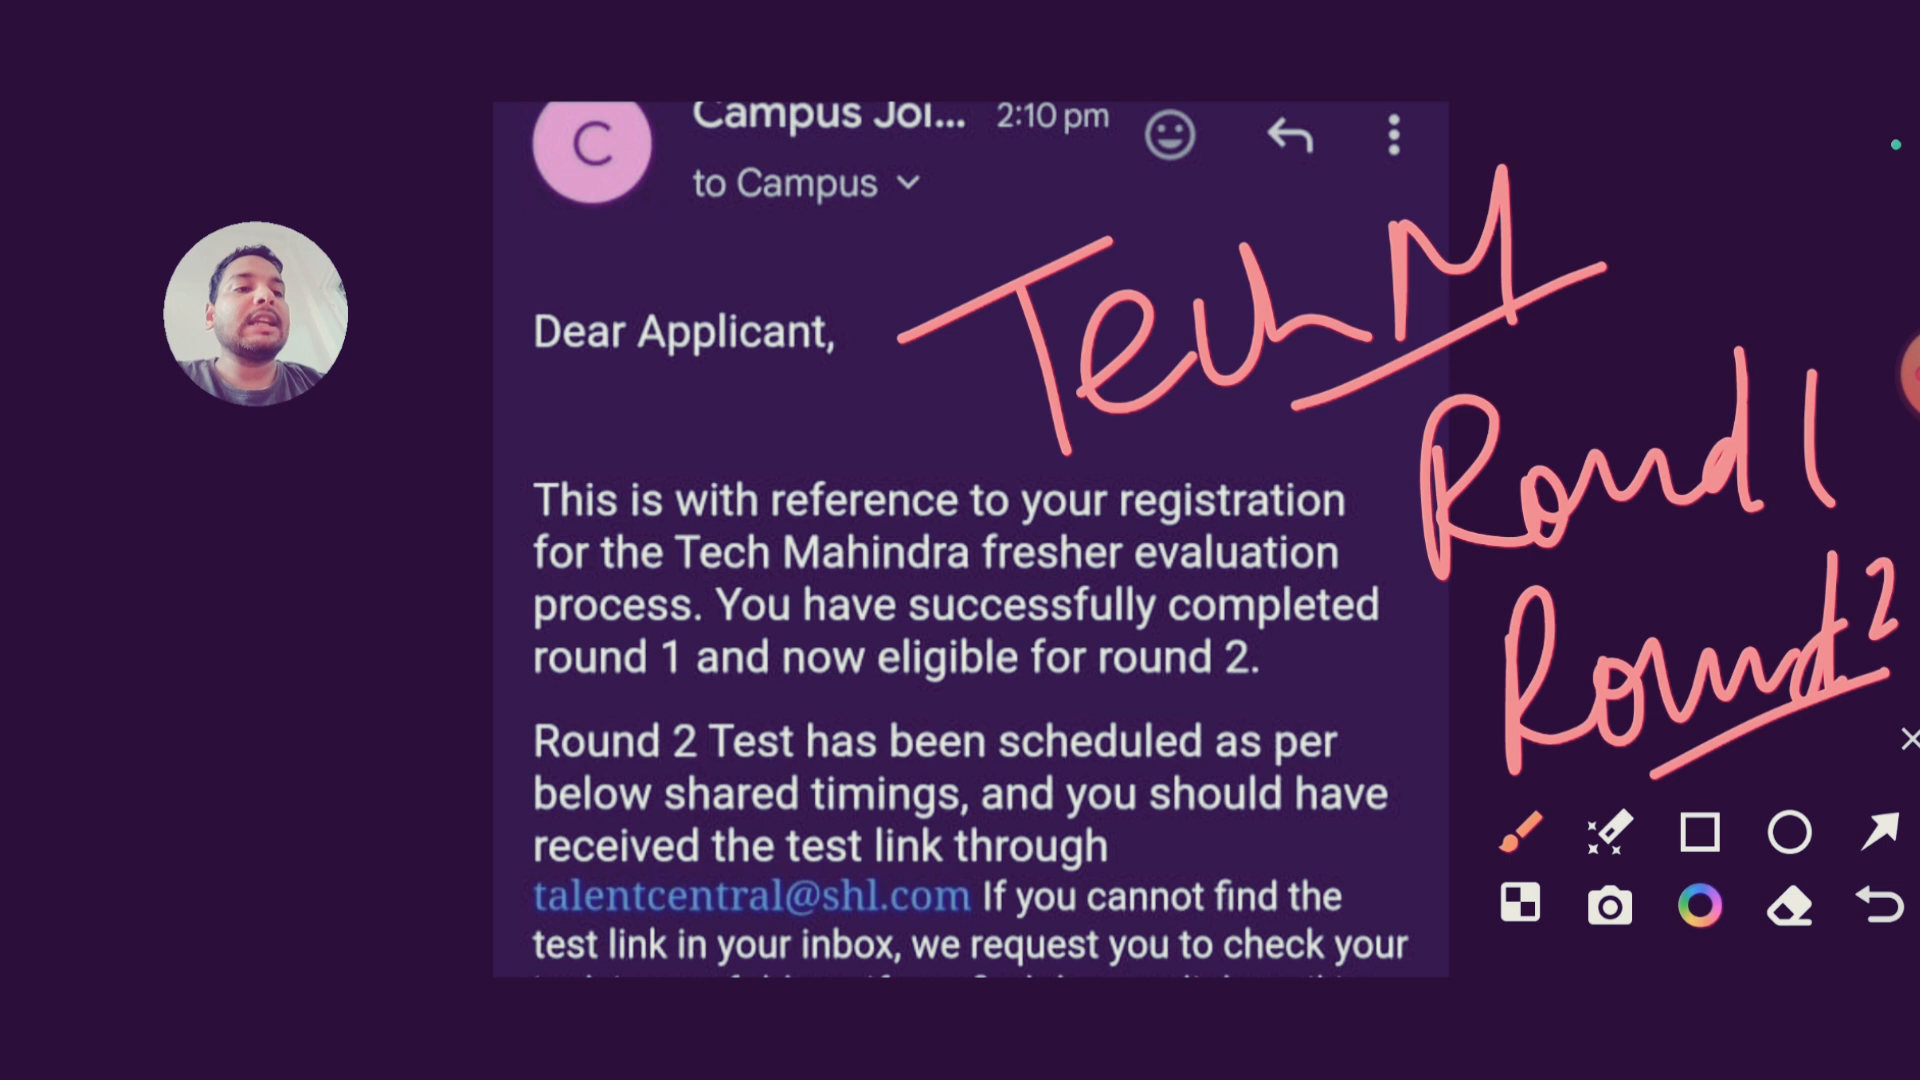 Campus Joi... 2:10 pm
C
to Campus
Tech M
Dear Applicant,
Round 1
This is with reference to your registration
for the Tech Mahindra fresher evaluation
process. You have successfully completed
round 1 and now eligible for round 2.
Round 2
Round 2 Test has been scheduled as per
below shared timings, and you should have
received the test link through
talentcentral@shl.com If you cannot find the
test link in your inbox, we request you to check your